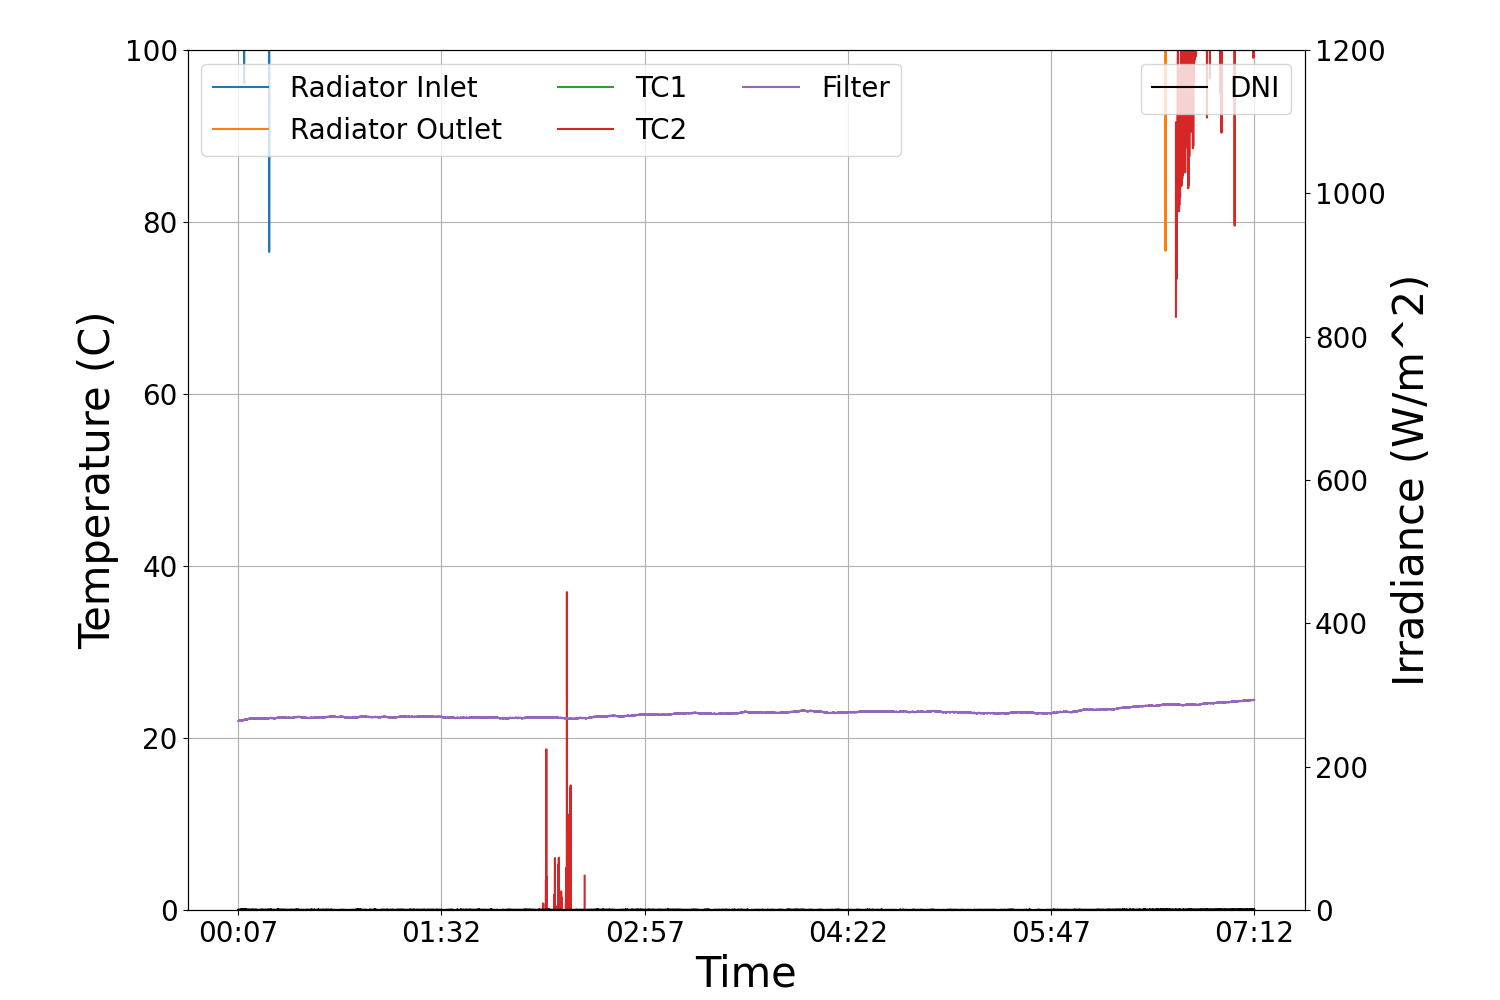 100
80
60
40
20
0
Temperature (C)
Radiator Inlet
Radiator Outlet
TC1
TC2
Filter
DNI
1200
1000
800
600
400
200
0
Irradiance (W/m^2)
00:07 01:32 02:57 04:22 05:47 07:12
Time